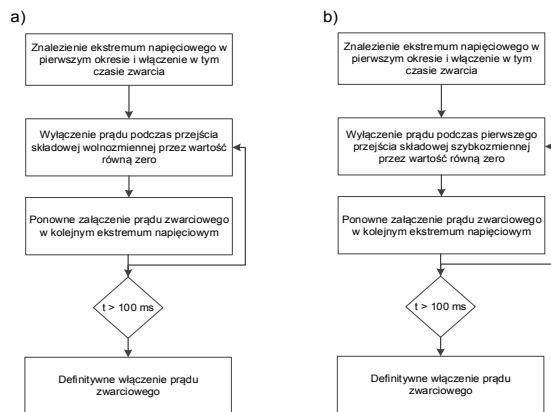 a)
Znalezienie ekstremum napięciowego w
pierwszym okresie i włączenie w tym
czasie zwarcia
Wyłączenie prądu podczas przejścia
składowej wolnozmiennej przez wartość
równą zero
Ponowne załączenie prądu zwarciowego
w kolejnym ekstremum napięciowym
t > 100 ms
Definitywne włączenie prądu
zwarciowego
b)
Znalezienie ekstremum napięciowego w
pierwszym okresie i włączenie w tym
czasie zwarcia
Wyłączenie prądu podczas pierwszego
przejścia składowej szybkozmiennej
przez wartość równą zero
Ponowne załączenie prądu zwarciowego
w kolejnym ekstremum napięciowym
t > 100 ms
Definitywne włączenie prądu
zwarciowego